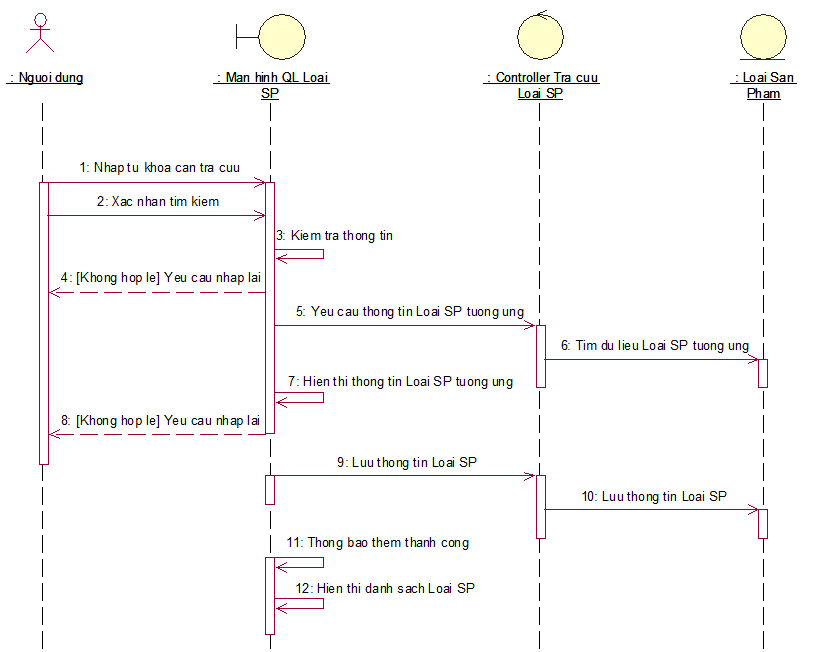 : Nguoi dung
: Man hinh QL Loai
SP
: Controller Tra cuu
Loai SP
: Loai San
Pham
1: Nhap tu khoa can tra cuu
2: Xac nhan tim kiem
3: Kiem tra thong tin
4: [Khong hop le] Yeu cau nhap lai
5: Yeu cau thong tin Loai SP tuong ung
6: Tim du lieu Loai SP tuong ung
7: Hien thi thong tin Loai SP tuong ung
8: [Khong hop le] Yeu cau nhap lai
9: Luu thong tin Loai SP
10: Luu thong tin Loai SP
11: Thong bao them thanh cong
12: Hien thi danh sach Loai SP